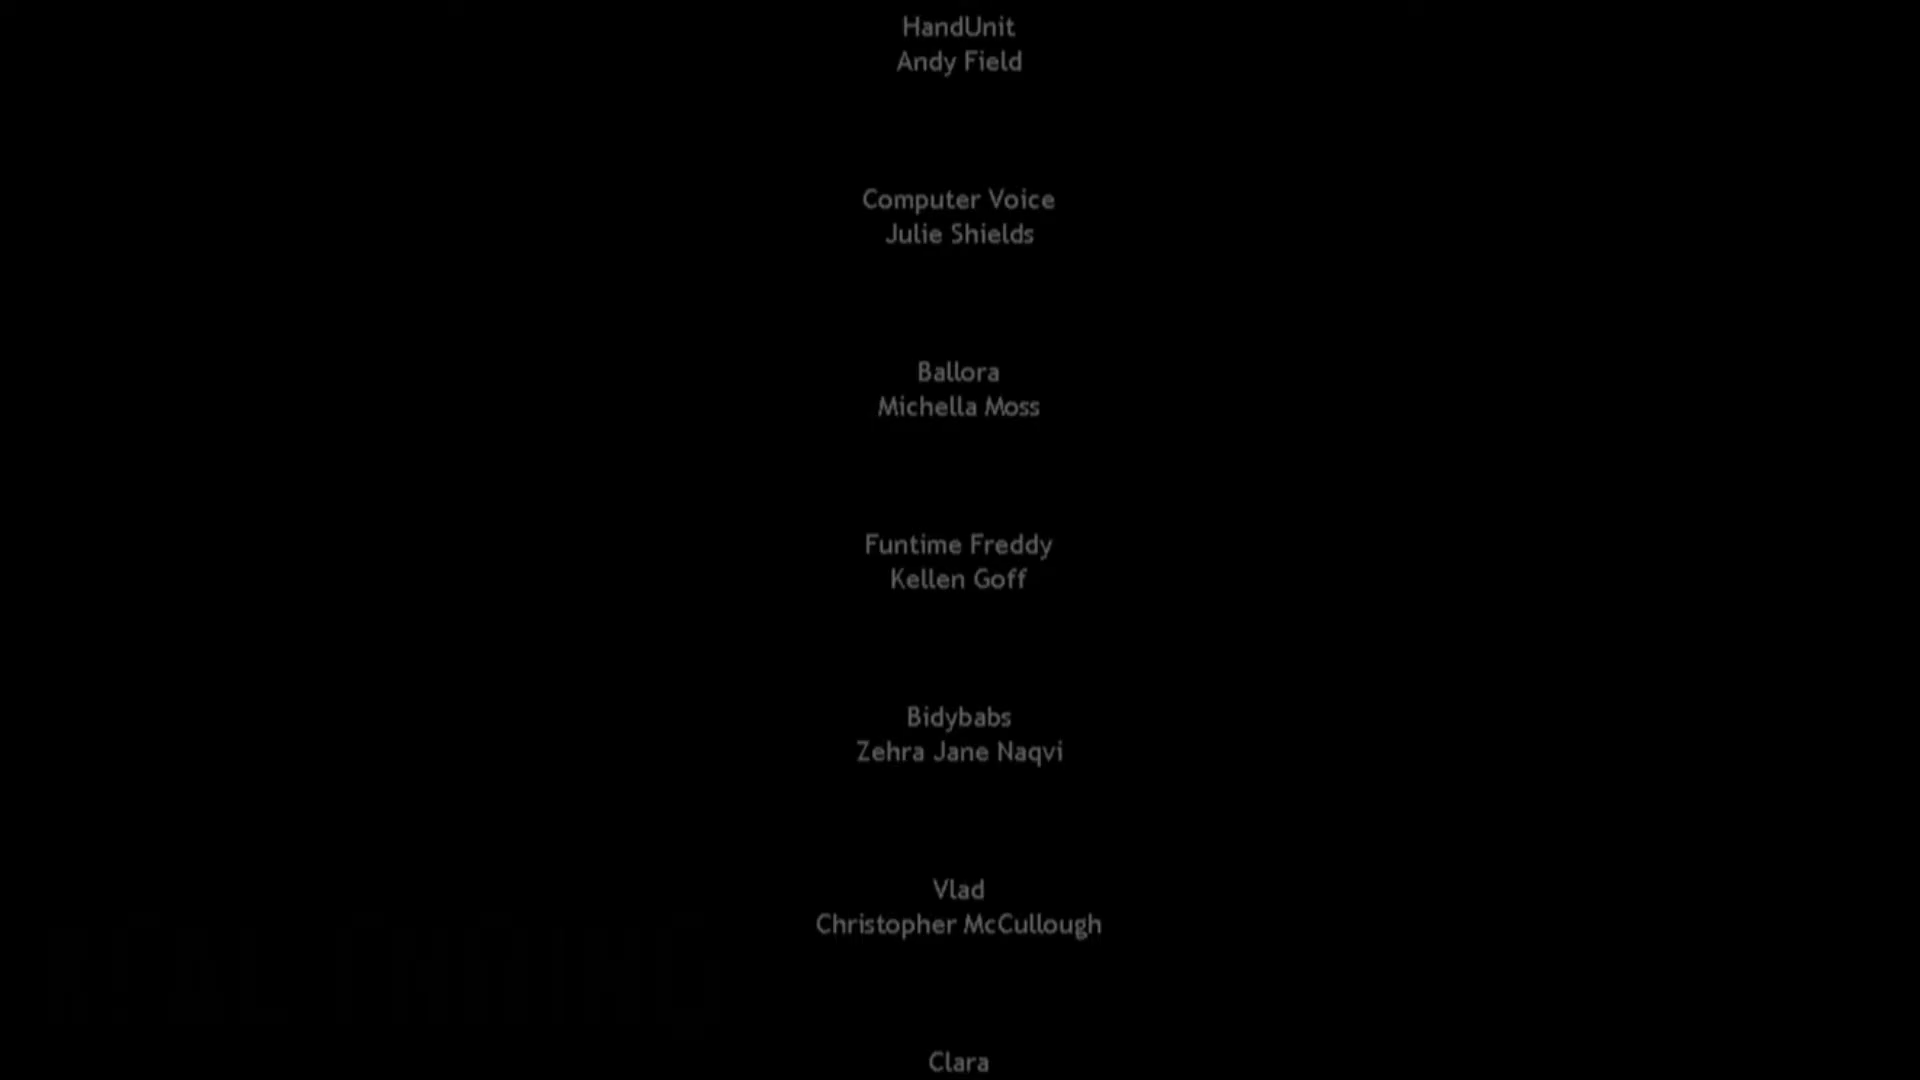 HandUnit
Andy Field
Computer Voice
Julie Shields
Ballora
Michella Moss
Funtime Freddy
Kellen Goff
Bidybabs
Zehra Jane Naqvi
Vlad
Christopher McCullough
Clara